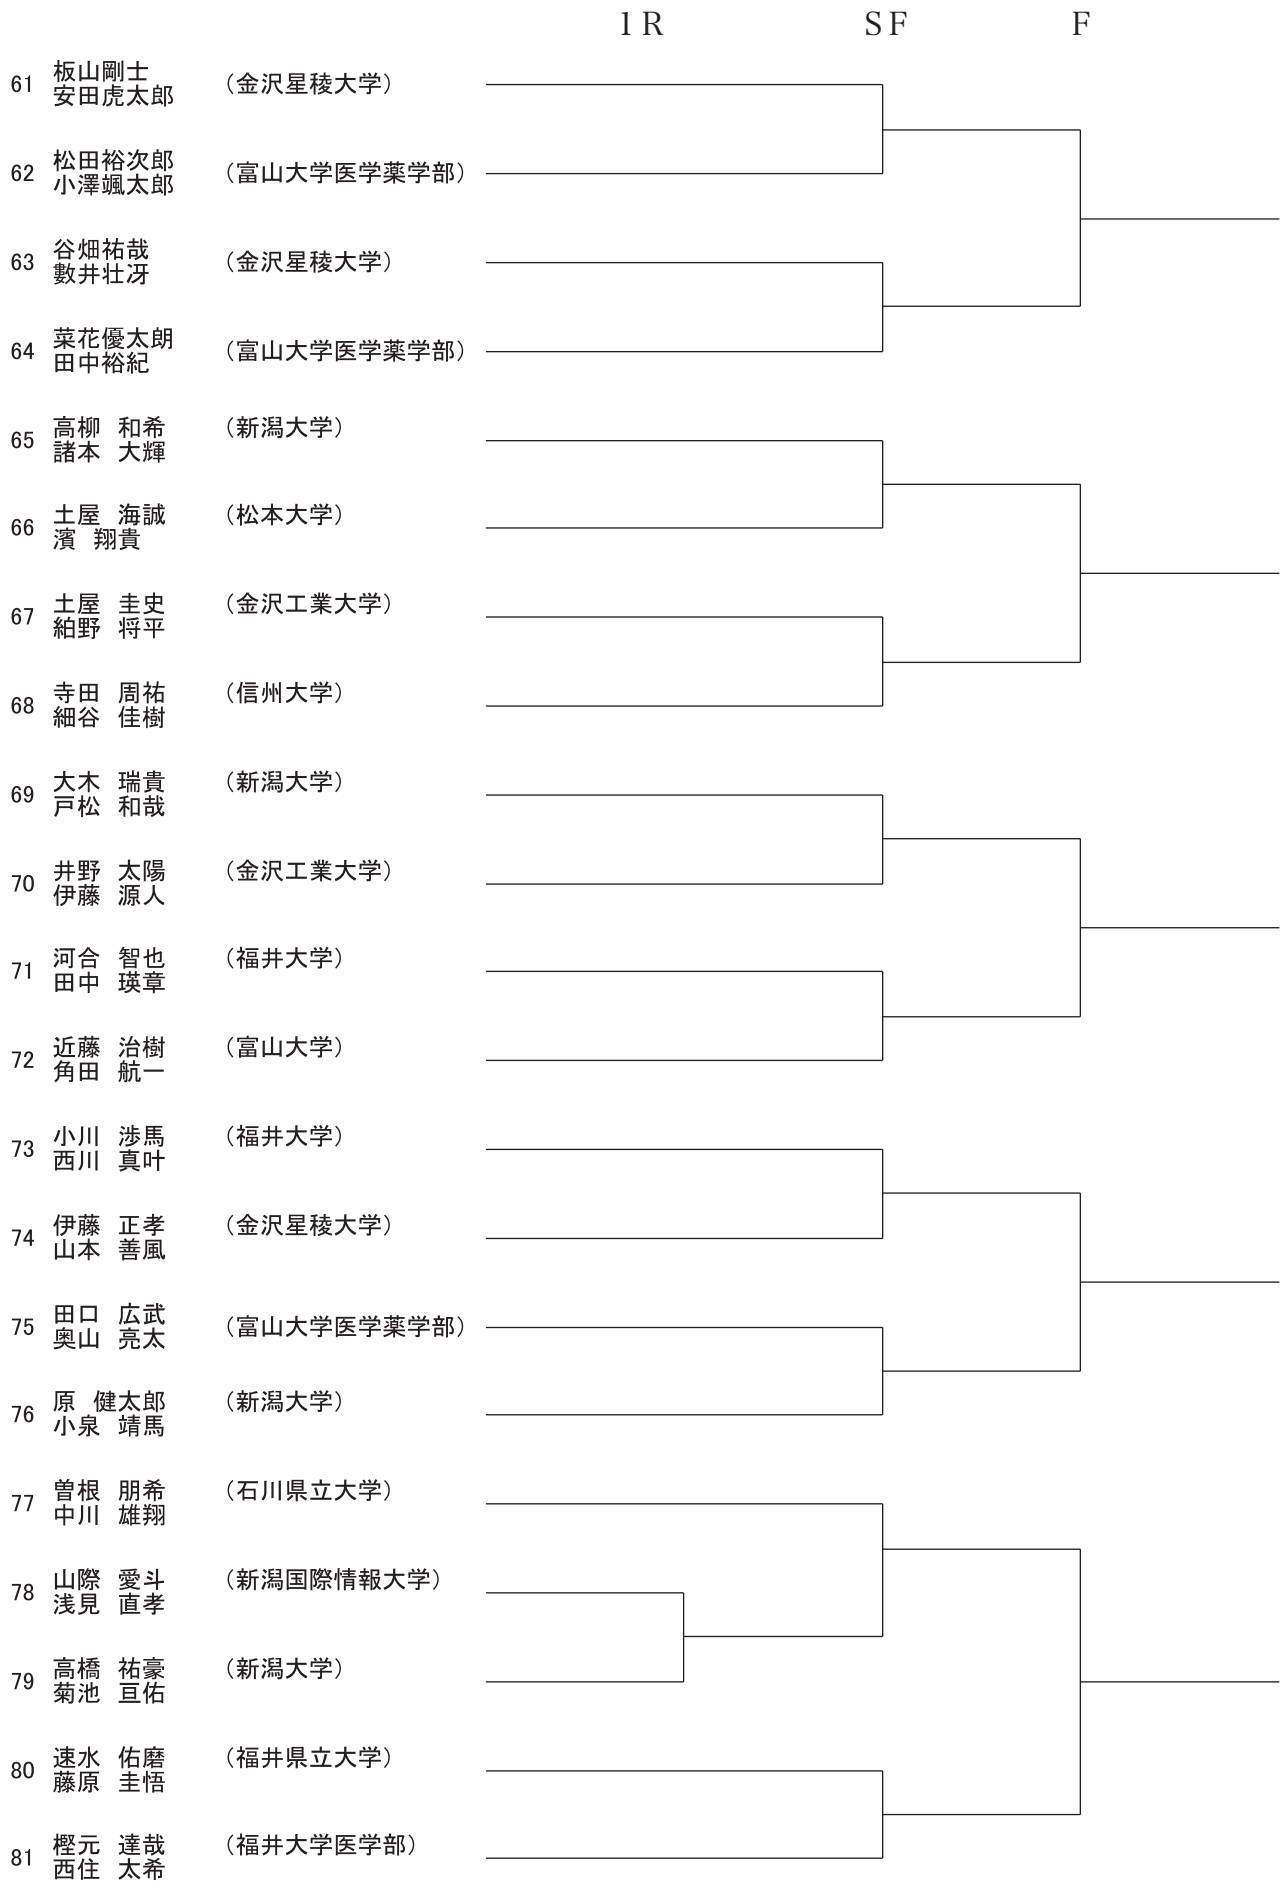 1R SF F
61 板山剛士 (金沢星稜大学)
安田虎太郎
62 松田裕次郎 (富山大学医学薬学部)
小澤颯太郎
63 谷畑祐哉 (金沢星稜大学)
數井壮冴
64 菜花優太朗 (富山大学医学薬学部)
田中裕紀
65 高柳 和希 (新潟大学)
諸本 大輝
66 土屋 海誠 (松本大学)
濱 翔貴
67 土屋 圭史 (金沢工業大学)
紺野 将平
68 寺田 周祐 (信州大学)
細谷 佳樹
69 大木 瑞貴 (新潟大学)
戸松 和哉
70 井野 太陽 (金沢工業大学)
伊藤 源人
71 河合 智也 (福井大学)
田中 瑛章
72 近藤 治樹 (富山大学)
角田 航一
73 小川 渉馬 (福井大学)
西川 真叶
74 伊藤 正孝 (金沢星稜大学)
山本 善風
75 田口 広武 (富山大学医学薬学部)
奥山 亮太
76 原 健太郎 (新潟大学)
小泉 靖馬
77 曽根 朋希 (石川県立大学)
中川 雄翔
78 山際 愛斗 (新潟国際情報大学)
浅見 直孝
79 高橋 祐豪 (新潟大学)
菊池 亘佑
80 速水 佑磨 (福井県立大学)
藤原 圭悟
81 樫元 達哉 (福井大学医学部)
西住 太希